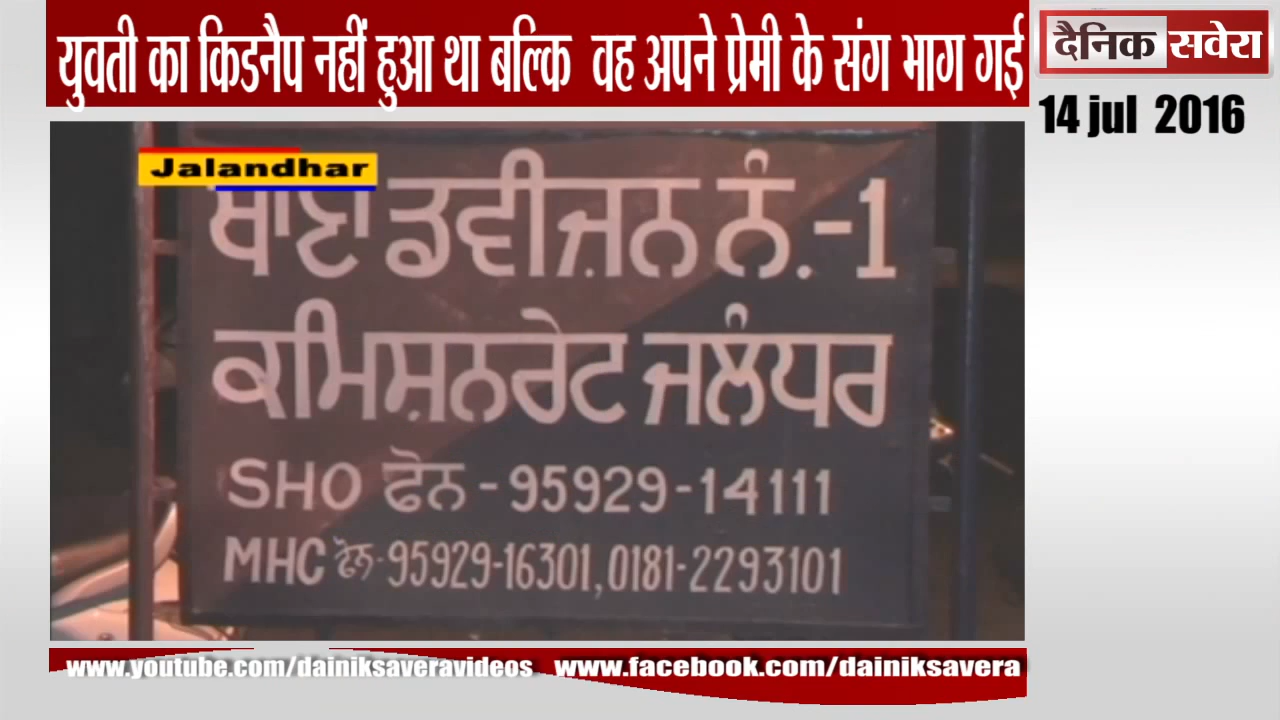 युवती का किडनैप नहीं हुआ था बल्कि वह अपने प्रेमी के संग भाग गई
दैनिक सवेरा
14 jul 2016
Jalandhar
ਥਾਣਾ ਡਵੀਜ਼ਨ ਨੰ.-1
ਕਮਿਸ਼ਨਰੇਟ ਜਲੰਧਰ
SHO ਫੋਨ - 95929-14111
MHC ਫੋਨ-95929-16301, 0181-2293101
www.youtube.com/dainiksaveravideos www.facebook.com/dainiksavera